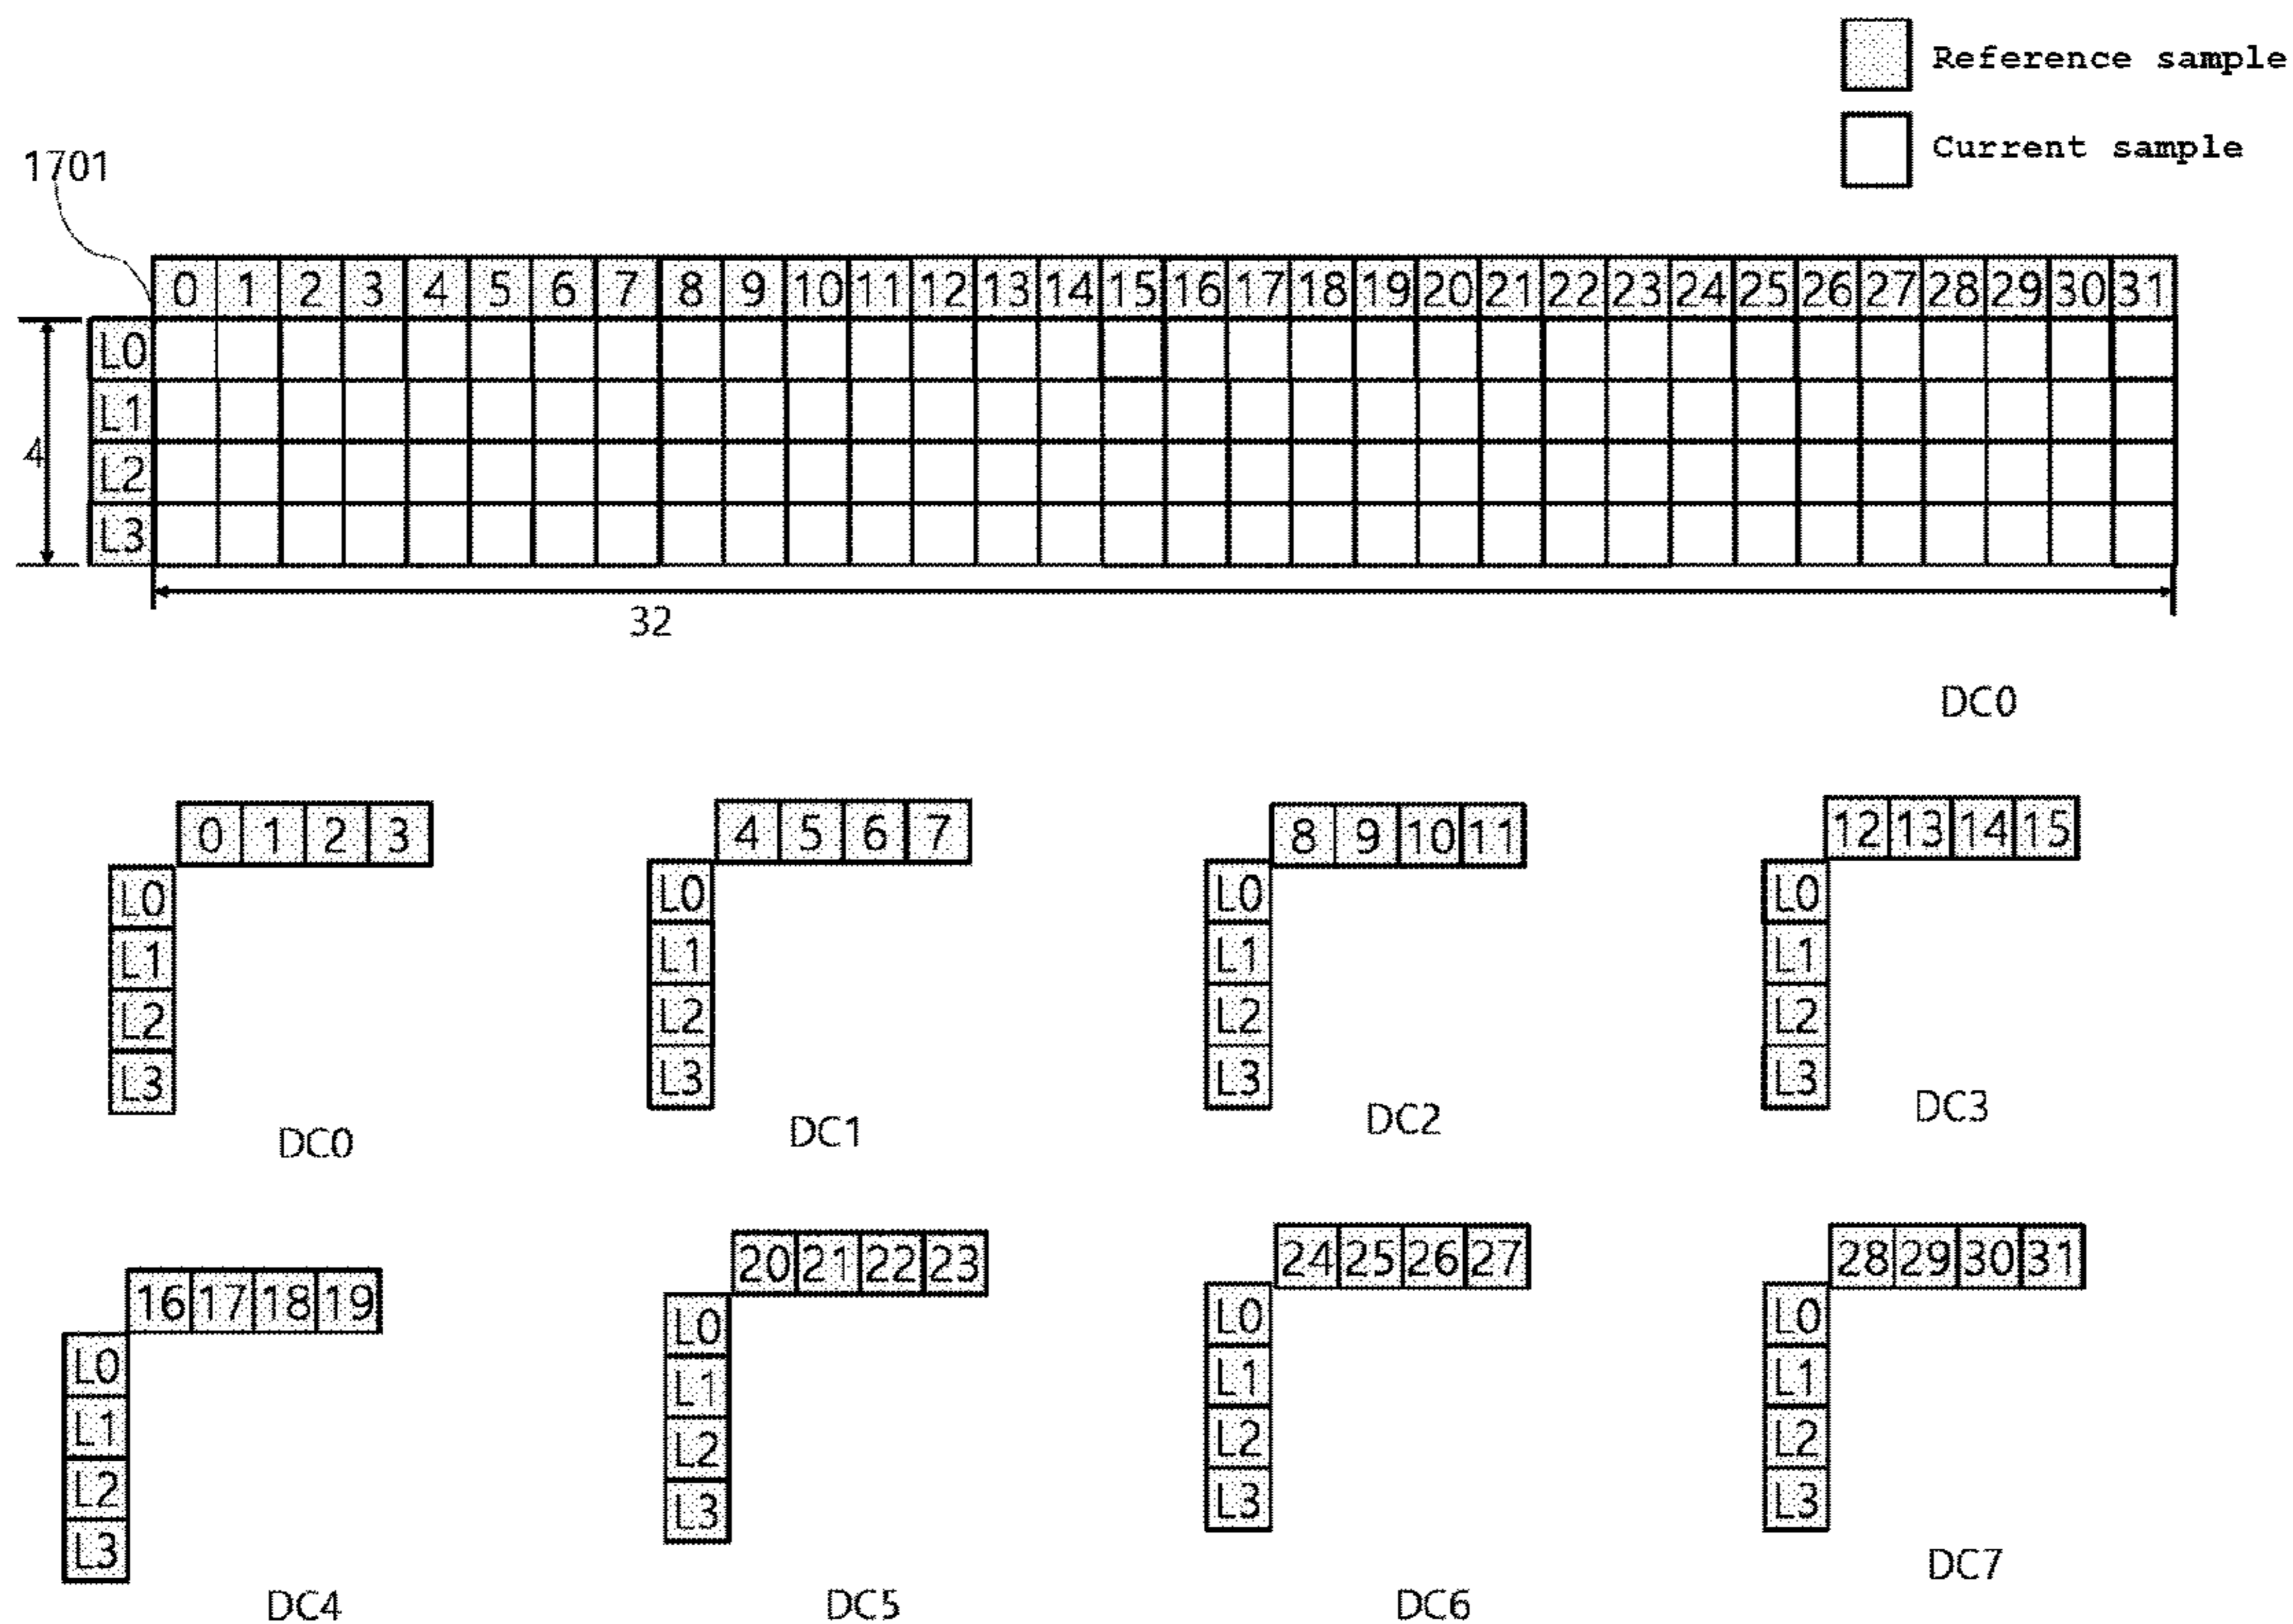 Reference sample
Current sample
1701
0 1 2 3 4 5 6 7 8 9 10 11 12 13 14 15 16 17 18 19 20 21 22 23 24 25 26 27 28 29 30 31
L0
L1
4
L2
L3
32
DC0
0 1 2 3
L0
L1
L2
L3
DC0
4 5 6 7
L0
L1
L2
L3
DC1
8 9 10 11
L0
L1
L2
L3
DC2
12 13 14 15
L0
L1
L2
L3
DC3
16 17 18 19
L0
L1
L2
L3
DC4
20 21 22 23
L0
L1
L2
L3
DC5
24 25 26 27
L0
L1
L2
L3
DC6
28 29 30 31
L0
L1
L2
L3
DC7